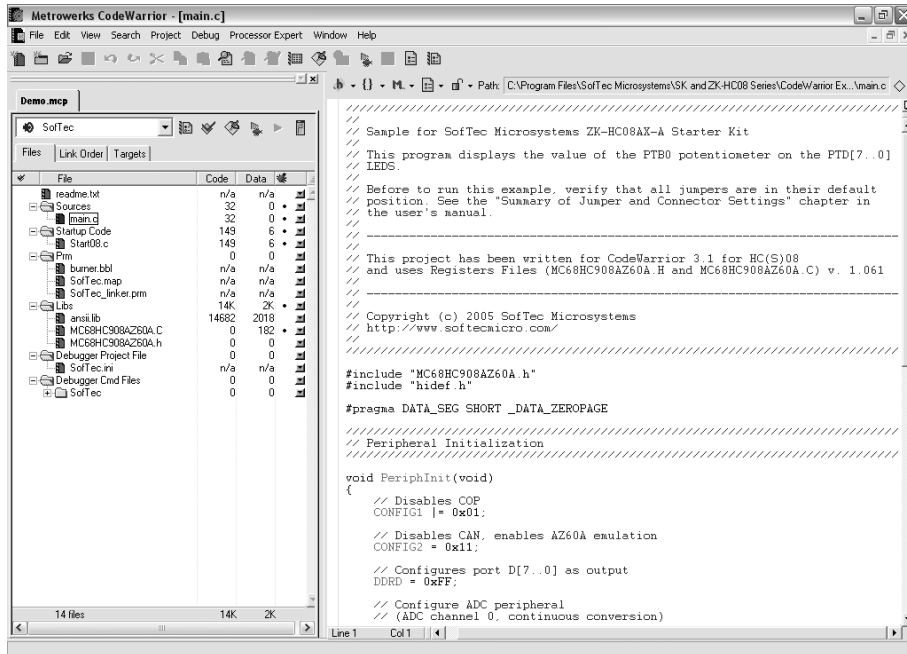 Metrowerks CodeWarrior - [main.c]
File Edit View Search Project Debug Processor Expert Window Help
Demo.mcp
SofTec
Files Link Order Targets
File Code Data
readme.txt n/a n/a
Sources 32 0
main.c 32 0
Startup Code 149 6
Start08.c 149 6
Prm 0 0
burner.bbl n/a n/a
SofTec.map n/a n/a
SofTec_linker.prm n/a n/a
Libs 14K 2K
ansii.lib 14682 2018
MC68HC908AZ60A.C 0 182
MC68HC908AZ60A.h 0 0
Debugger Project File 0 0
SofTec.ini n/a n/a
Debugger Cmd Files 0 0
SofTec 0 0
14 files 14K 2K
Path: C:\Program Files\SofTec Microsystems\SK and ZK-HC08 Series\CodeWarrior Ex...\main.c
///////////////////////////////////////////////////////////////////////////////
//
// Sample for SofTec Microsystems ZK-HC08AX-A Starter Kit
//
// This program displays the value of the PTB0 potentiometer on the PTD[7..0]
// LEDS.
//
// Before to run this example, verify that all jumpers are in their default
// position. See the "Summary of Jumper and Connector Settings" chapter in
// the user's manual.
//
// ----------------------------------------------------------------------------
//
// This project has been written for CodeWarrior 3.1 for HC(S)08
// and uses Registers Files (MC68HC908AZ60A.H and MC68HC908AZ60A.C) v. 1.061
//
// ----------------------------------------------------------------------------
//
// Copyright (c) 2005 SofTec Microsystems
// http://www.softecmicro.com/
//
///////////////////////////////////////////////////////////////////////////////
#include "MC68HC908AZ60A.h"
#include "hidef.h"
#pragma DATA_SEG SHORT _DATA_ZEROPAGE
///////////////////////////////////////////////////////////////////////////////
// Peripheral Initialization
///////////////////////////////////////////////////////////////////////////////
void PeriphInit(void)
{
// Disables COP
CONFIG1 |= 0x01;
// Disables CAN, enables AZ60A emulation
CONFIG2 = 0x11;
// Configures port D[7..0] as output
DDRD = 0xFF;
// Configure ADC peripheral
// (ADC channel 0, continuous conversion)
Line 1 Col 1